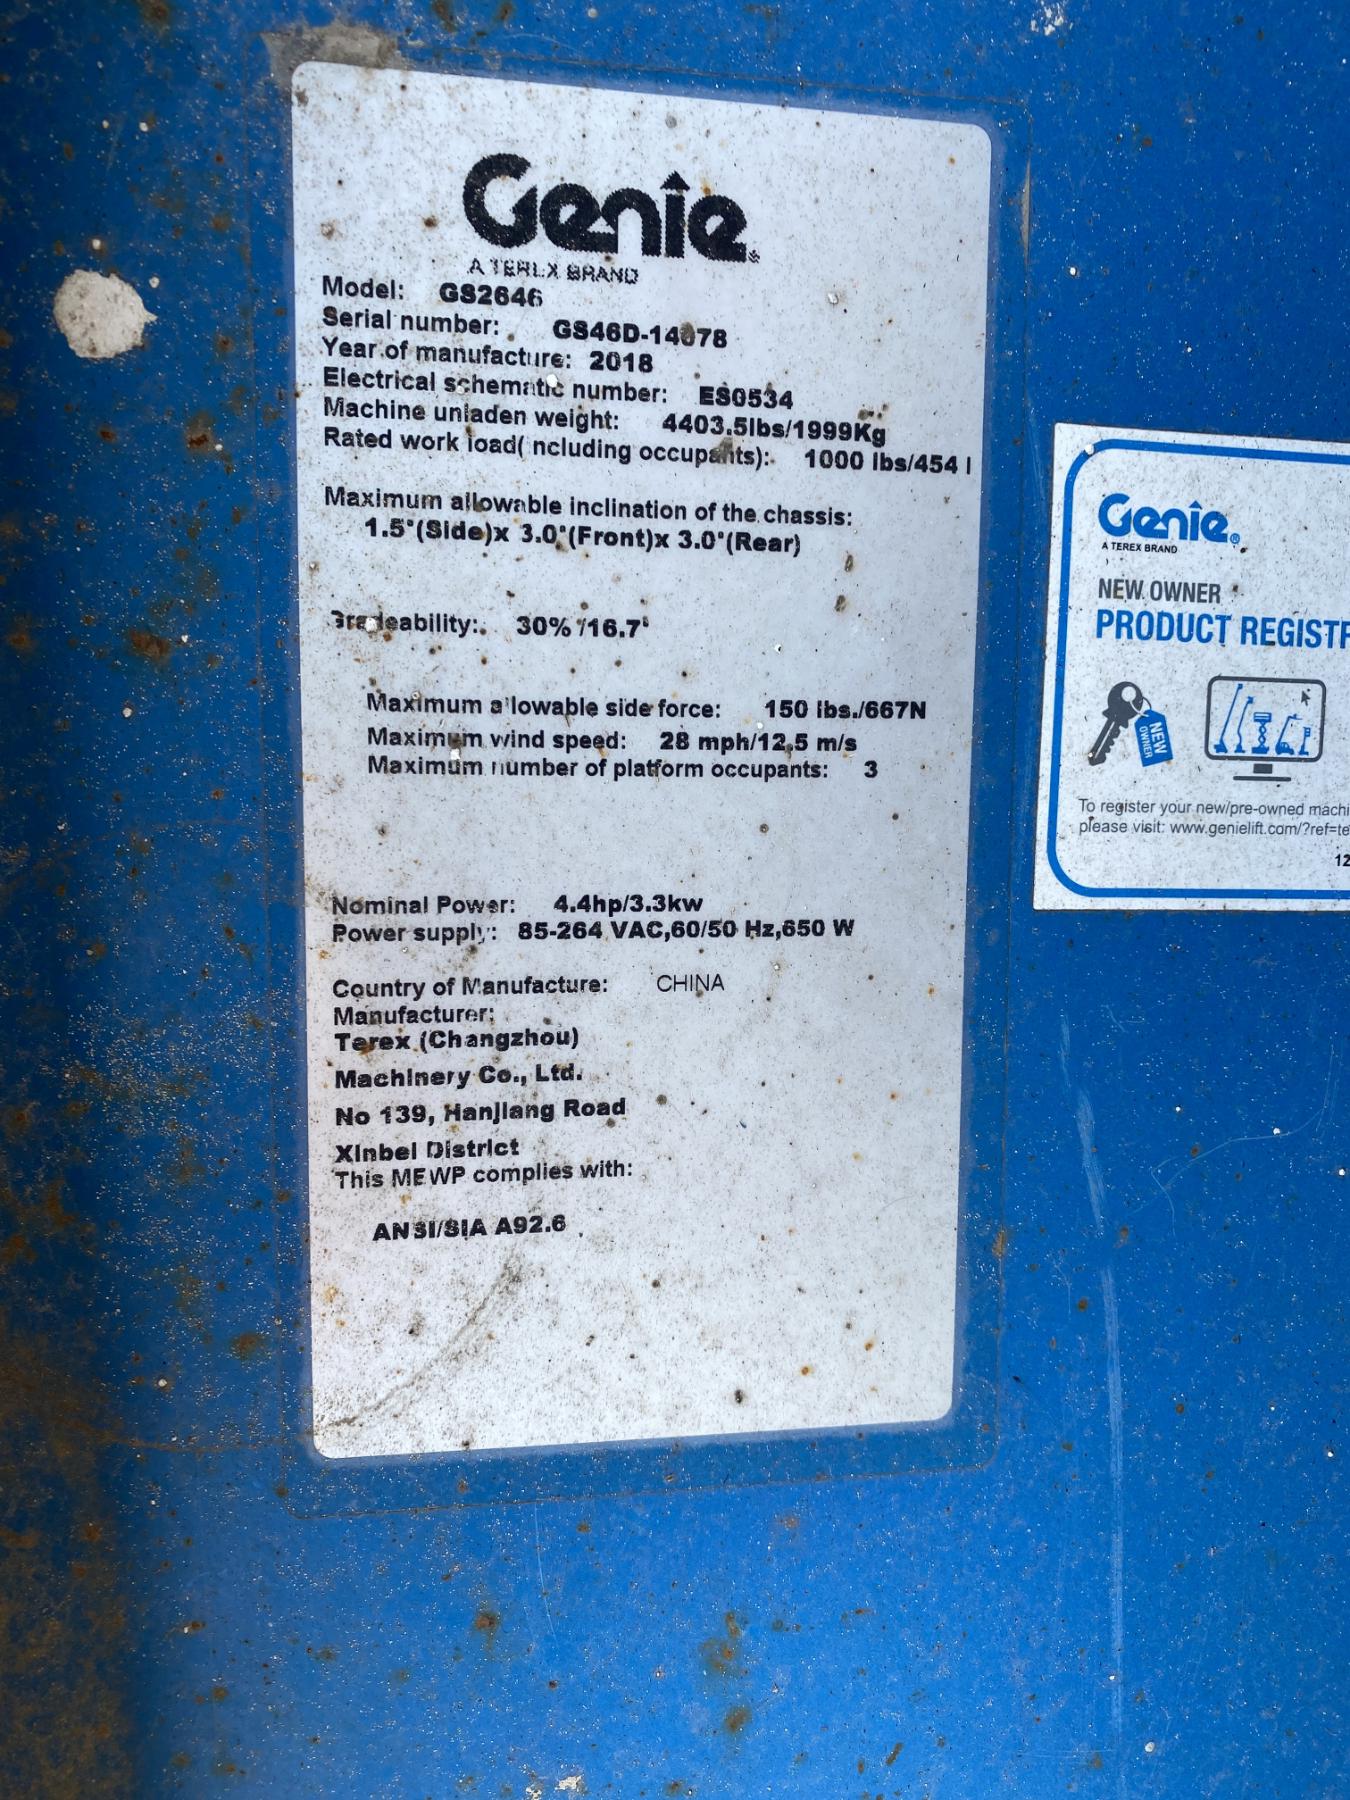 Genie
A TEREX BRAND
Model: GS2646
Serial number: GS46D-14078
Year of manufacture: 2018
Electrical schematic number: ES0534
Machine unladen weight: 4403.5lbs/1999Kg
Rated work load(including occupants): 1000 lbs/454
Maximum allowable inclination of the chassis:
1.5°(Side)x 3.0°(Front)x 3.0°(Rear)
Gradeability: 30% /16.7°
Maximum allowable side force: 150 lbs./667N
Maximum wind speed: 28 mph/12.5 m/s
Maximum number of platform occupants: 3
Nominal Power: 4.4hp/3.3kw
Power supply: 85-264 VAC,60/50 Hz,650 W
Country of Manufacture: CHINA
Manufacturer:
Terex (Changzhou)
Machinery Co., Ltd.
No 139, Hanjiang Road
Xinbei District
This MEWP complies with:
ANSI/SIA A92.6
Genie
A TEREX BRAND
NEW OWNER
PRODUCT REGISTR
NEW OWNER
To register your new/pre-owned machi
please visit: www.genielift.com/?ref=te
12